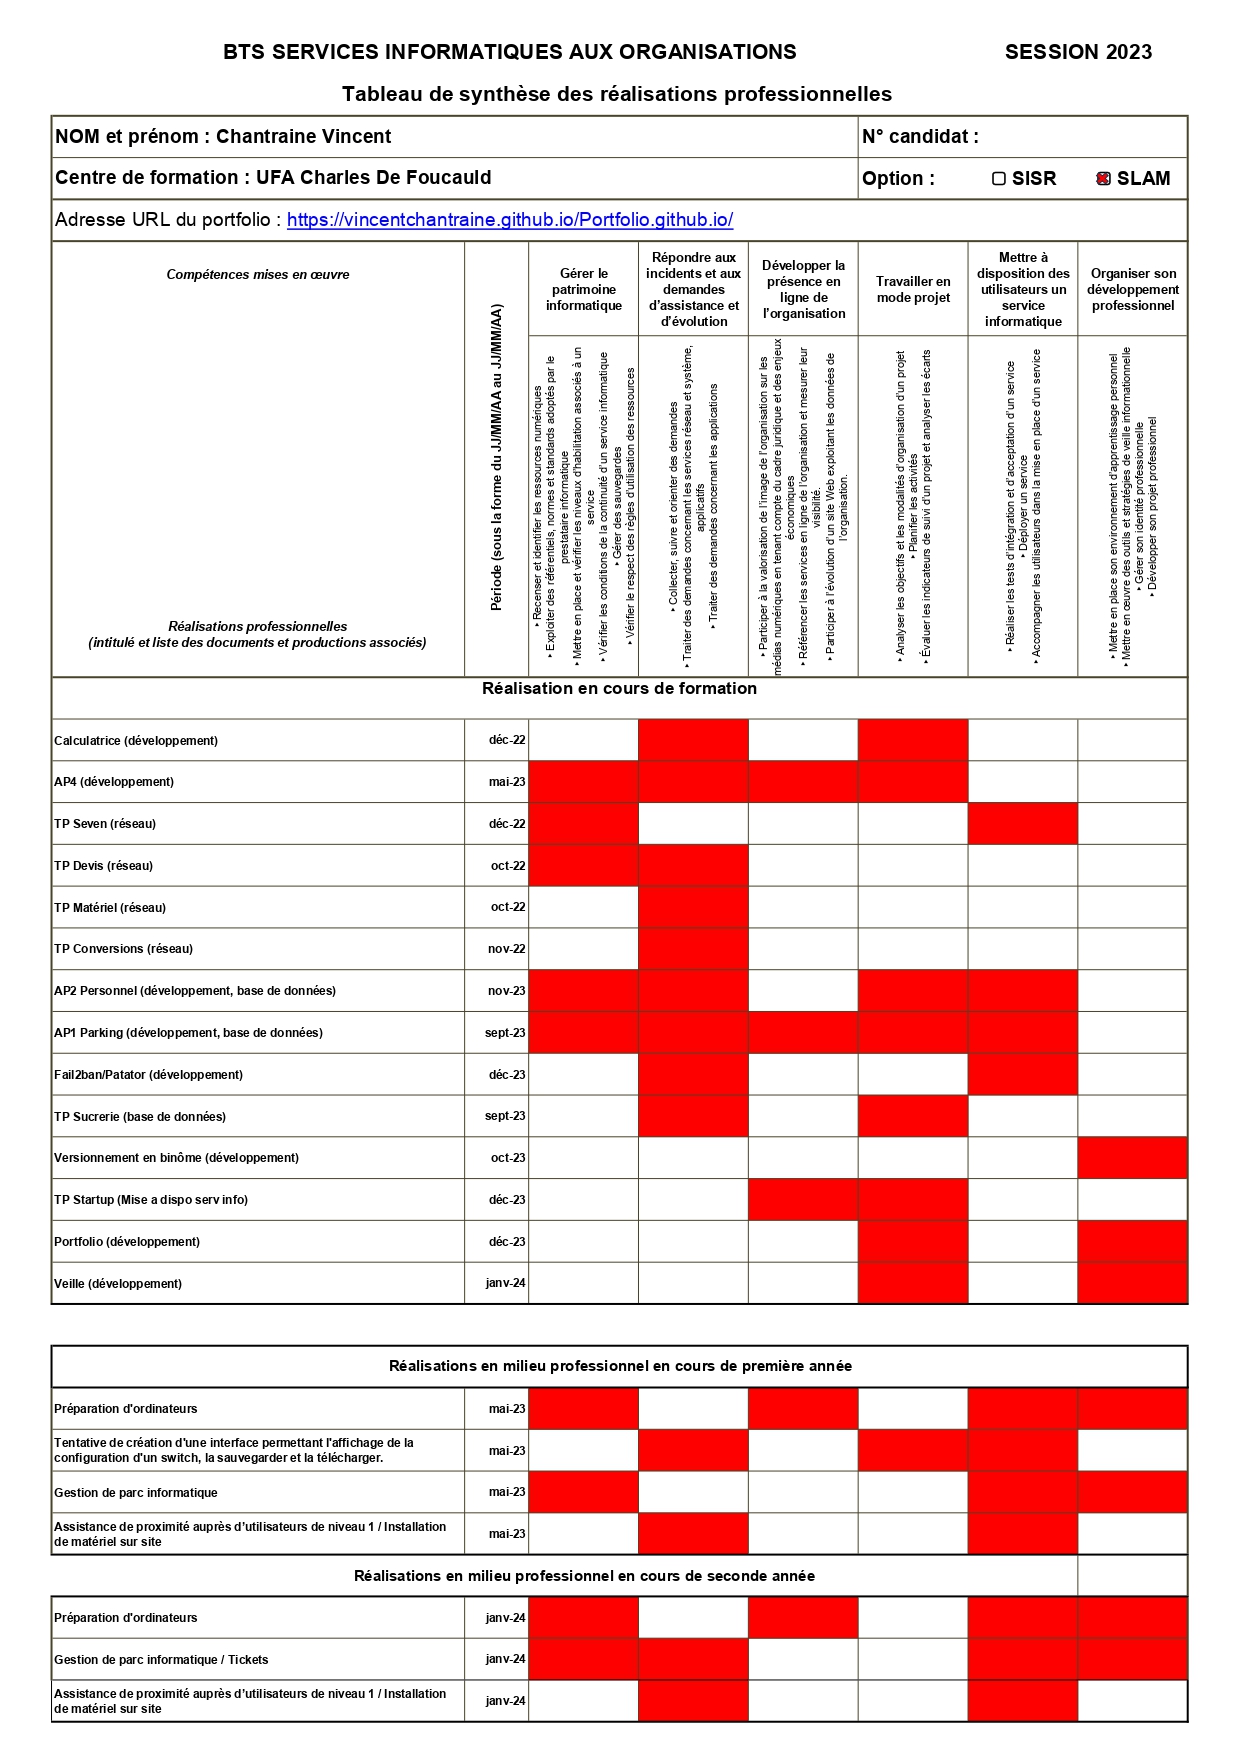 BTS SERVICES INFORMATIQUES AUX ORGANISATIONS SESSION 2023
Tableau de synthèse des réalisations professionnelles
NOM et prénom : Chantraine Vincent N° candidat :
Centre de formation : UFA Charles De Foucauld Option : SISR SLAM
Adresse URL du portfolio : https://vincentchantraine.github.io/Portfolio.github.io/
Compétences mises en œuvre
Réalisations professionnelles
(intitulé et liste des documents et productions associés)
Période (sous la forme du JJ/MM/AA au JJ/MM/AA)
Gérer le
patrimoine
informatique
Répondre aux
incidents et aux
demandes
d'assistance et
d'évolution
Développer la
présence en
ligne de
l'organisation
Travailler en
mode projet
Mettre à
disposition des
utilisateurs un
service
informatique
Organiser son
développement
professionnel
‣ Recenser et identifier les ressources numériques
‣ Exploiter des référentiels, normes et standards adoptés par le
prestataire informatique
‣ Mettre en place et vérifier les niveaux d'habilitation associés à un
service
‣ Vérifier les conditions de la continuité d'un service informatique
‣ Gérer des sauvegardes
‣ Vérifier le respect des règles d'utilisation des ressources
‣ Collecter, suivre et orienter des demandes
‣ Traiter des demandes concernant les services réseau et système,
applicatifs
‣ Traiter des demandes concernant les applications
‣ Participer à la valorisation de l'image de l'organisation sur les
médias numériques en tenant compte du cadre juridique et des enjeux
économiques
‣ Référencer les services en ligne de l'organisation et mesurer leur
visibilité.
‣ Participer à l'évolution d'un site Web exploitant les données de
l'organisation.
‣ Analyser les objectifs et les modalités d'organisation d'un projet
‣ Planifier les activités
‣ Évaluer les indicateurs de suivi d'un projet et analyser les écarts
‣ Réaliser les tests d'intégration et d'acceptation d'un service
‣ Déployer un service
‣ Accompagner les utilisateurs dans la mise en place d'un service
‣ Mettre en place son environnement d'apprentissage personnel
‣ Mettre en œuvre des outils et stratégies de veille informationnelle
‣ Gérer son identité professionnelle
‣ Développer son projet professionnel
Réalisation en cours de formation
Calculatrice (développement) déc-22
AP4 (développement) mai-23
TP Seven (réseau) déc-22
TP Devis (réseau) oct-22
TP Matériel (réseau) oct-22
TP Conversions (réseau) nov-22
AP2 Personnel (développement, base de données) nov-23
AP1 Parking (développement, base de données) sept-23
Fail2ban/Patator (développement) déc-23
TP Sucrerie (base de données) sept-23
Versionnement en binôme (développement) oct-23
TP Startup (Mise a dispo serv info) déc-23
Portfolio (développement) déc-23
Veille (développement) janv-24
Réalisations en milieu professionnel en cours de première année
Préparation d'ordinateurs mai-23
Tentative de création d'une interface permettant l'affichage de la
configuration d'un switch, la sauvegarder et la télécharger. mai-23
Gestion de parc informatique mai-23
Assistance de proximité auprès d'utilisateurs de niveau 1 / Installation
de matériel sur site mai-23
Réalisations en milieu professionnel en cours de seconde année
Préparation d'ordinateurs janv-24
Gestion de parc informatique / Tickets janv-24
Assistance de proximité auprès d'utilisateurs de niveau 1 / Installation
de matériel sur site janv-24